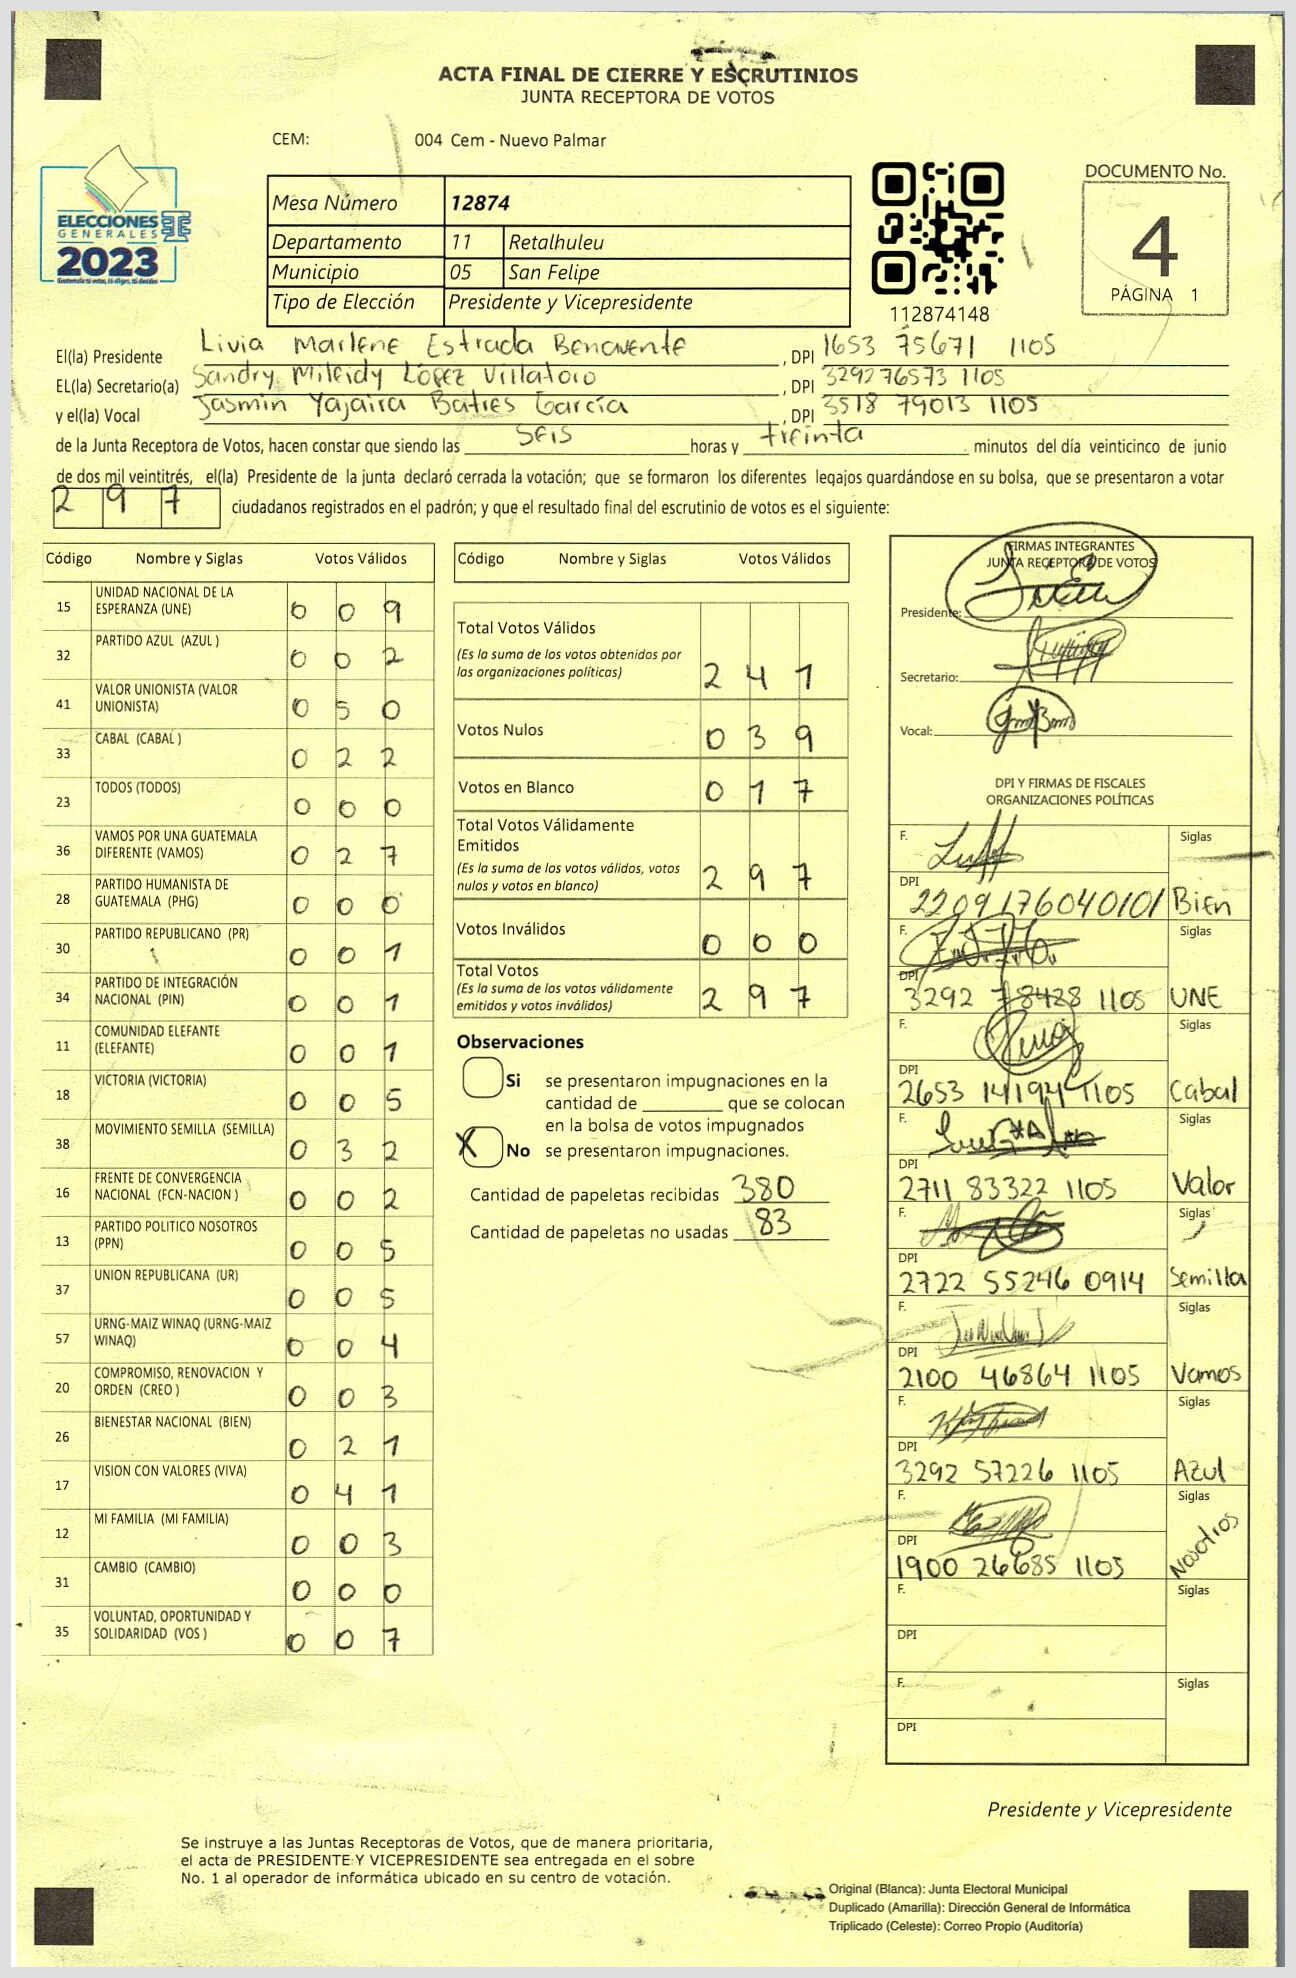 ACTA FINAL DE CIERRE Y ESCRUTINIOS
JUNTA RECEPTORA DE VOTOS
CEM: 004 Cem - Nuevo Palmar
ELECCIONES
GENERALES
2023
Mesa Número 12874
Departamento 11 Retalhuleu
Municipio 05 San Felipe
Tipo de Elección Presidente y Vicepresidente
112874148
DOCUMENTO No.
4
PÁGINA 1
El(la) Presidente Livia Marlene Estrada Benavente, DPI 1653 75671 1105
EL(la) Secretario(a) Sandry Mileidy López Villatoro, DPI 329276573 1105
y el(la) Vocal Jasmin Yajaira Batres García, DPI 3518 79013 1105
de la Junta Receptora de Votos, hacen constar que siendo las seis horas y treinta minutos del día veinticinco de junio
de dos mil veintitrés, el(la) Presidente de la junta declaró cerrada la votación; que se formaron los diferentes legajos guardándose en su bolsa, que se presentaron a votar
297 ciudadanos registrados en el padrón; y que el resultado final del escrutinio de votos es el siguiente:
Código Nombre y Siglas Votos Válidos
15 UNIDAD NACIONAL DE LA ESPERANZA (UNE) 0 0 9
32 PARTIDO AZUL (AZUL ) 0 0 2
41 VALOR UNIONISTA (VALOR UNIONISTA) 0 5 0
33 CABAL (CABAL ) 0 2 2
23 TODOS (TODOS) 0 0 0
36 VAMOS POR UNA GUATEMALA DIFERENTE (VAMOS) 0 2 7
28 PARTIDO HUMANISTA DE GUATEMALA (PHG) 0 0 0
30 PARTIDO REPUBLICANO (PR) 0 0 1
34 PARTIDO DE INTEGRACIÓN NACIONAL (PIN) 0 0 1
11 COMUNIDAD ELEFANTE (ELEFANTE) 0 0 1
18 VICTORIA (VICTORIA) 0 0 5
38 MOVIMIENTO SEMILLA (SEMILLA) 0 3 2
16 FRENTE DE CONVERGENCIA NACIONAL (FCN-NACION ) 0 0 2
13 PARTIDO POLITICO NOSOTROS (PPN) 0 0 5
37 UNION REPUBLICANA (UR) 0 0 5
57 URNG-MAIZ WINAQ (URNG-MAIZ WINAQ) 0 0 4
20 COMPROMISO, RENOVACION Y ORDEN (CREO ) 0 0 3
26 BIENESTAR NACIONAL (BIEN) 0 2 1
17 VISION CON VALORES (VIVA) 0 4 1
12 MI FAMILIA (MI FAMILIA) 0 0 3
31 CAMBIO (CAMBIO) 0 0 0
35 VOLUNTAD, OPORTUNIDAD Y SOLIDARIDAD (VOS ) 0 0 7
Código Nombre y Siglas Votos Válidos
Total Votos Válidos 2 4 1
(Es la suma de los votos obtenidos por
las organizaciones políticas)
Votos Nulos 0 3 9
Votos en Blanco 0 1 7
Total Votos Válidamente
Emitidos
(Es la suma de los votos válidos, votos
nulos y votos en blanco) 2 9 7
Votos Inválidos 0 0 0
Total Votos
(Es la suma de los votos válidamente
emitidos y votos inválidos) 2 9 7
Observaciones
Si se presentaron impugnaciones en la
cantidad de ________ que se colocan
en la bolsa de votos impugnados
X No se presentaron impugnaciones.
Cantidad de papeletas recibidas 380
Cantidad de papeletas no usadas 83
FIRMAS INTEGRANTES
JUNTA RECEPTORA DE VOTOS
Presidente:
Secretario:
Vocal:
DPI Y FIRMAS DE FISCALES
ORGANIZACIONES POLÍTICAS
F. Siglas
DPI 2209176040101 Bien
F. Siglas
DPI 3292 78428 1105 UNE
F. Siglas
DPI 2653 14194 1105 Cabal
F. Siglas
DPI 2711 83322 1105 Valor
F. Siglas
DPI 2722 55246 0914 Semilla
F. Siglas
DPI 2100 46864 1105 Vamos
F. Siglas
DPI 3292 57226 1105 Azul
F. Siglas
DPI 1900 26685 1105 Nosotros
F. Siglas
DPI
F. Siglas
DPI
Presidente y Vicepresidente
Se instruye a las Juntas Receptoras de Votos, que de manera prioritaria,
el acta de PRESIDENTE Y VICEPRESIDENTE sea entregada en el sobre
No. 1 al operador de informática ubicado en su centro de votación.
Original (Blanca): Junta Electoral Municipal
Duplicado (Amarilla): Dirección General de Informática
Triplicado (Celeste): Correo Propio (Auditoría)